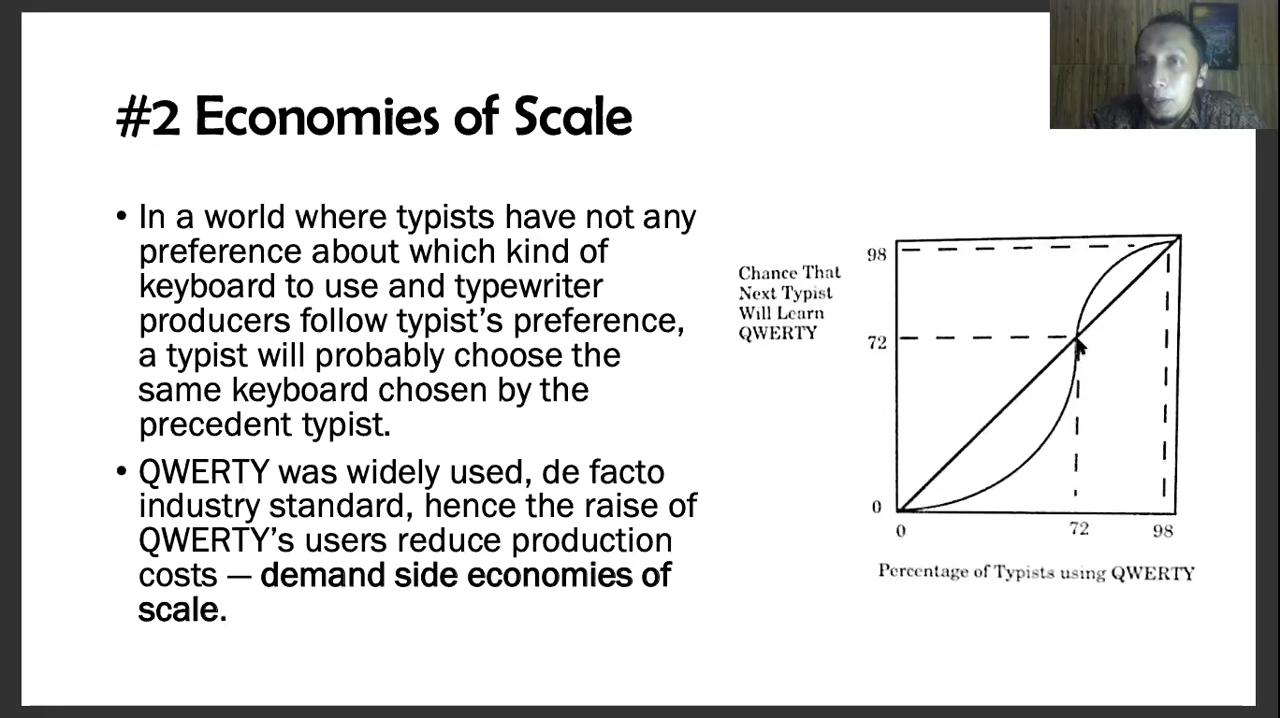 #2 Economies of Scale
• In a world where typists have not any
preference about which kind of
keyboard to use and typewriter
producers follow typist’s preference,
a typist will probably choose the
same keyboard chosen by the
precedent typist.
• QWERTY was widely used, de facto
industry standard, hence the raise of
QWERTY’s users reduce production
costs — demand side economies of
scale.
Chance That
Next Typist
Will Learn
QWERTY
98
72
0
0 72 98
Percentage of Typists using QWERTY